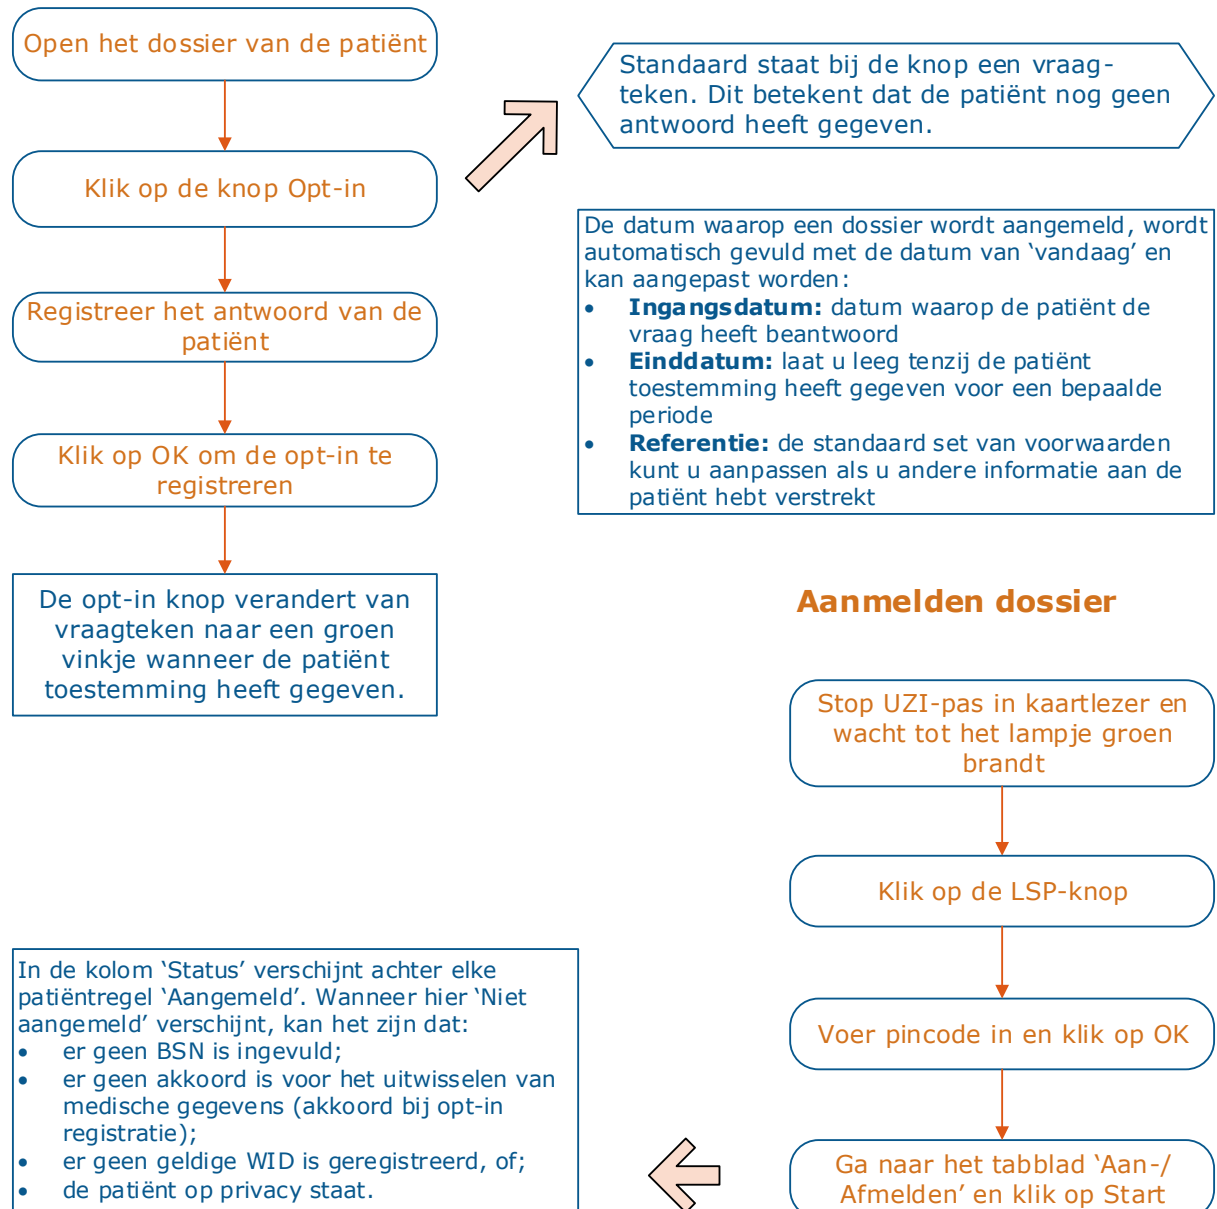 Open het dossier van de patiënt
Klik op de knop Opt-in
Registreer het antwoord van de
patiënt
Klik op OK om de opt-in te
registreren
De opt-in knop verandert van
vraagteken naar een groen
vinkje wanneer de patiënt
toestemming heeft gegeven.
Standaard staat bij de knop een vraag-
teken. Dit betekent dat de patiënt nog geen
antwoord heeft gegeven.
De datum waarop een dossier wordt aangemeld, wordt
automatisch gevuld met de datum van ‘vandaag’ en
kan aangepast worden:
• Ingangsdatum: datum waarop de patiënt de
vraag heeft beantwoord
• Einddatum: laat u leeg tenzij de patiënt
toestemming heeft gegeven voor een bepaalde
periode
• Referentie: de standaard set van voorwaarden
kunt u aanpassen als u andere informatie aan de
patiënt hebt verstrekt
Aanmelden dossier
Stop UZI-pas in kaartlezer en
wacht tot het lampje groen
brandt
Klik op de LSP-knop
Voer pincode in en klik op OK
Ga naar het tabblad ‘Aan-/
Afmelden’ en klik op Start
In de kolom ‘Status’ verschijnt achter elke
patiëntregel ‘Aangemeld’. Wanneer hier ‘Niet
aangemeld’ verschijnt, kan het zijn dat:
• er geen BSN is ingevuld;
• er geen akkoord is voor het uitwisselen van
medische gegevens (akkoord bij opt-in
registratie);
• er geen geldige WID is geregistreerd, of;
• de patiënt op privacy staat.